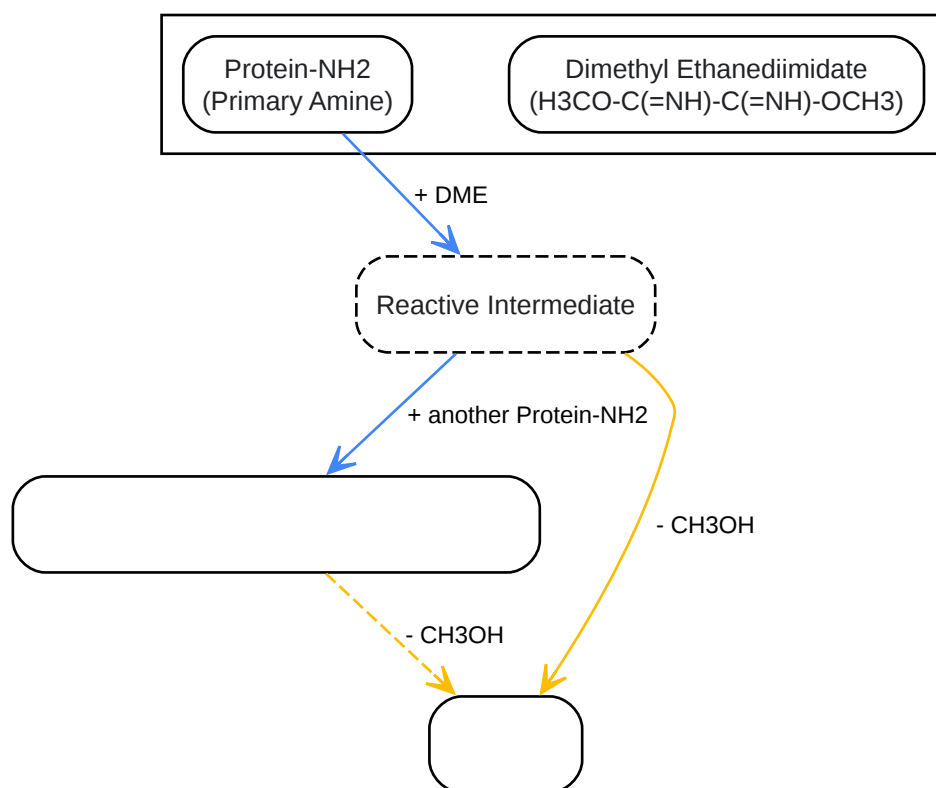 Protein-NH2
(Primary Amine)
Dimethyl Ethanediimidate
(H3CO-C(=NH)-C(=NH)-OCH3)
+ DME
Reactive Intermediate
+ another Protein-NH2
- CH3OH
- CH3OH